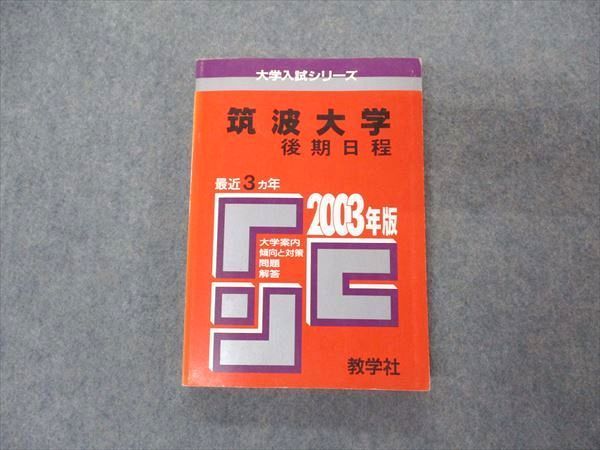 大学入試シリーズ
筑波大学
後期日程
最近3ヵ年
2003年版
大学案内
傾向と対策
問題
解答
教学社